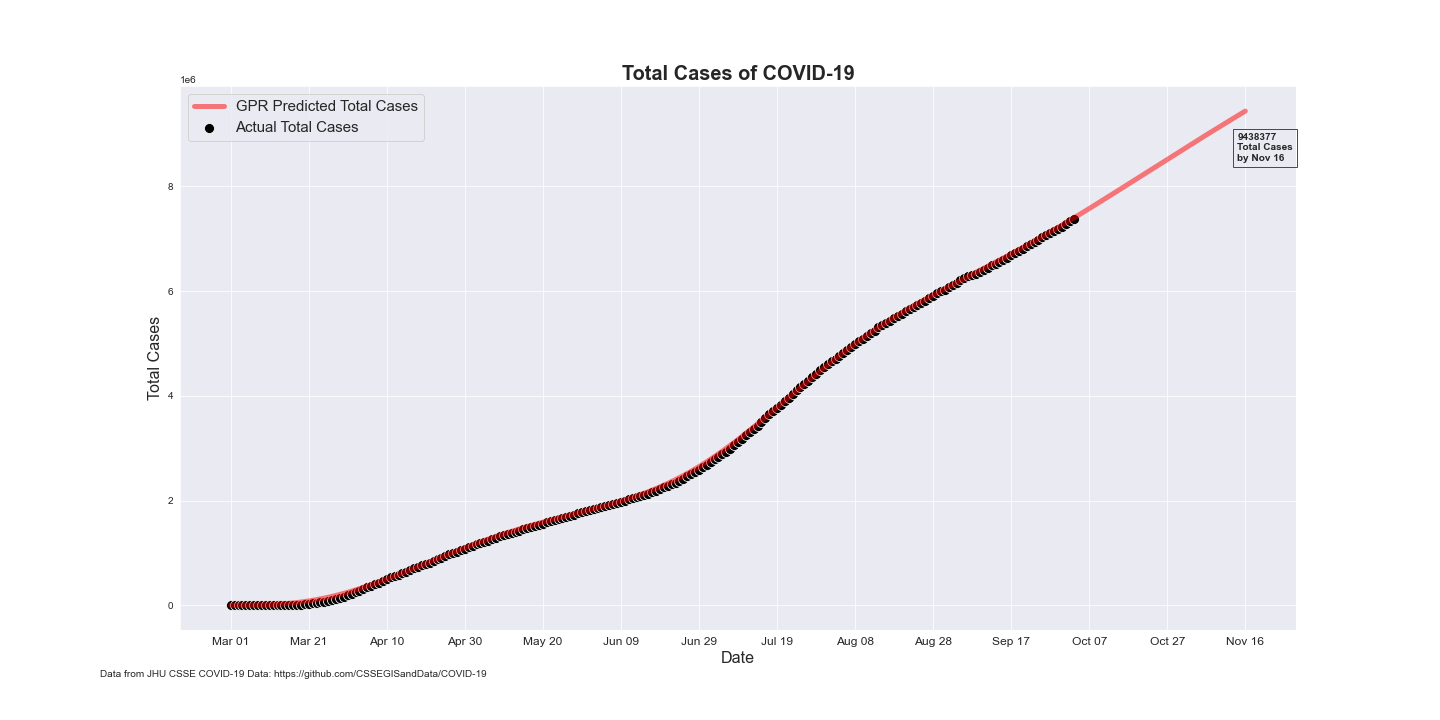 Total Cases of COVID-19
1e6
GPR Predicted Total Cases
Actual Total Cases
9438377
Total Cases
by Nov 16
8
6
4
2
0
Total Cases
Mar 01 Mar 21 Apr 10 Apr 30 May 20 Jun 09 Jun 29 Jul 19 Aug 08 Aug 28 Sep 17 Oct 07 Oct 27 Nov 16
Date
Data from JHU CSSE COVID-19 Data: https://github.com/CSSEGISandData/COVID-19